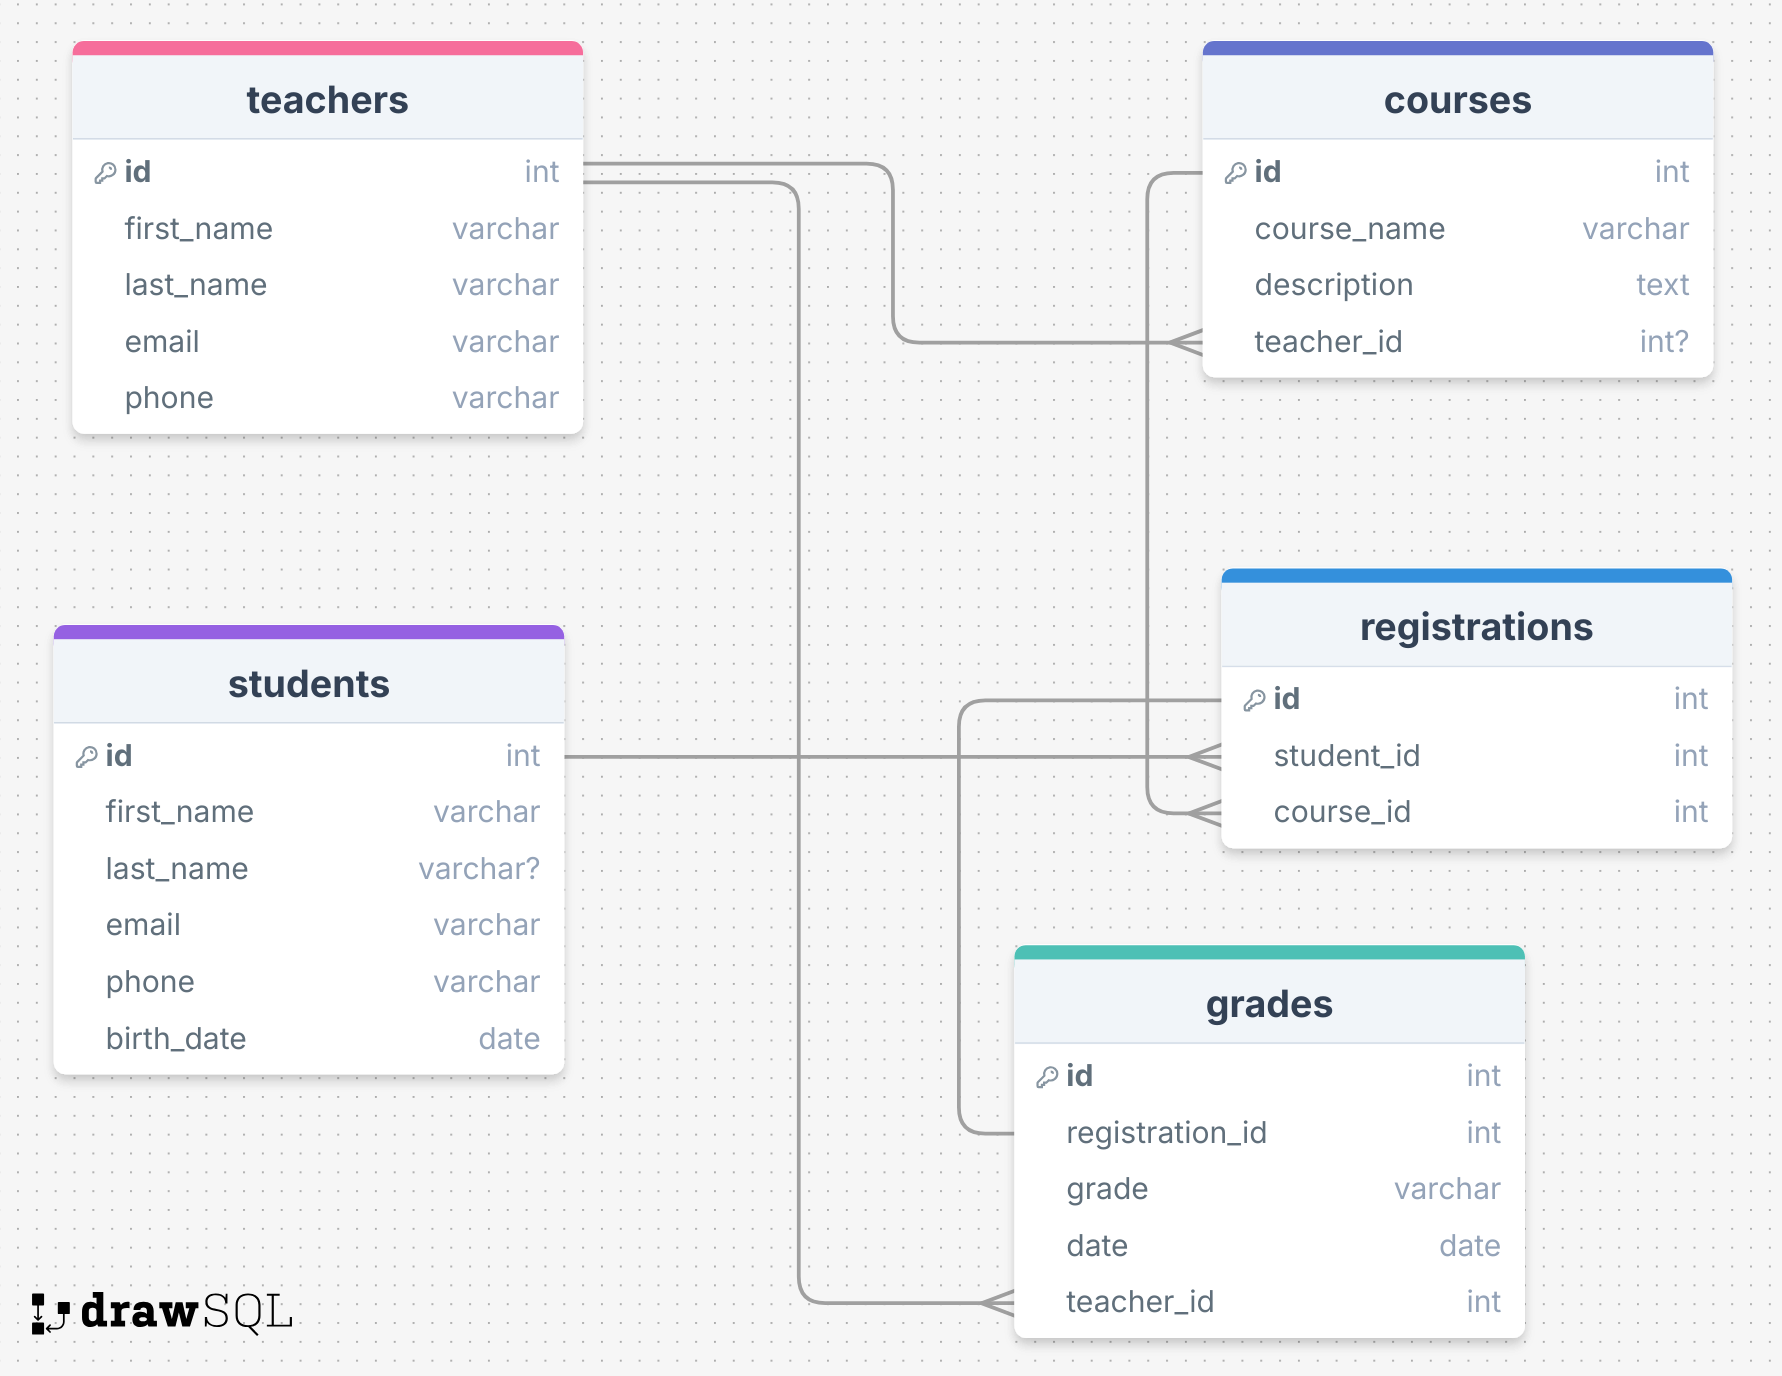 teachers
id int
first_name varchar
last_name varchar
email varchar
phone varchar
courses
id int
course_name varchar
description text
teacher_id int?
students
id int
first_name varchar
last_name varchar?
email varchar
phone varchar
birth_date date
registrations
id int
student_id int
course_id int
grades
id int
registration_id int
grade varchar
date date
teacher_id int
drawSQL